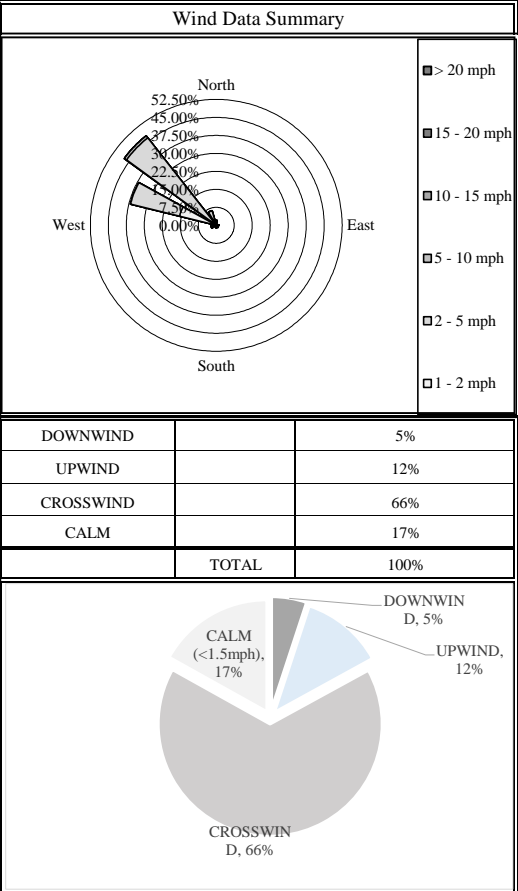 Wind Data Summary
North
52.50%
45.00%
37.50%
30.00%
22.50%
15.00%
7.50%
0.00%
West
East
South
> 20 mph
15 - 20 mph
10 - 15 mph
5 - 10 mph
2 - 5 mph
1 - 2 mph
DOWNWIND 5%
UPWIND 12%
CROSSWIND 66%
CALM 17%
TOTAL 100%
DOWNWIN
D, 5%
UPWIND,
12%
CALM
(<1.5mph),
17%
CROSSWIN
D, 66%